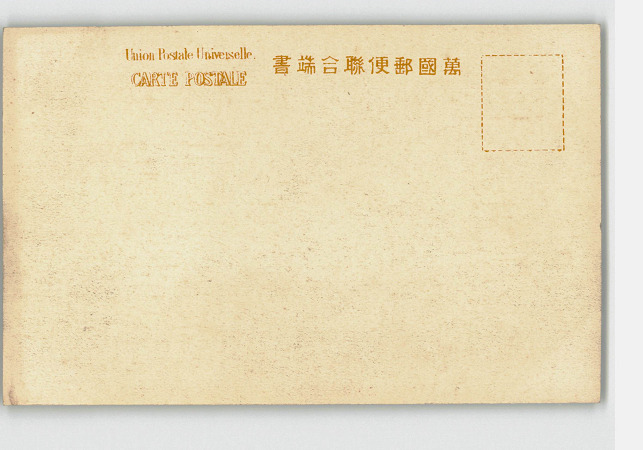 Union Postale Universelle.
CARTE POSTALE
書端合聯便郵國萬